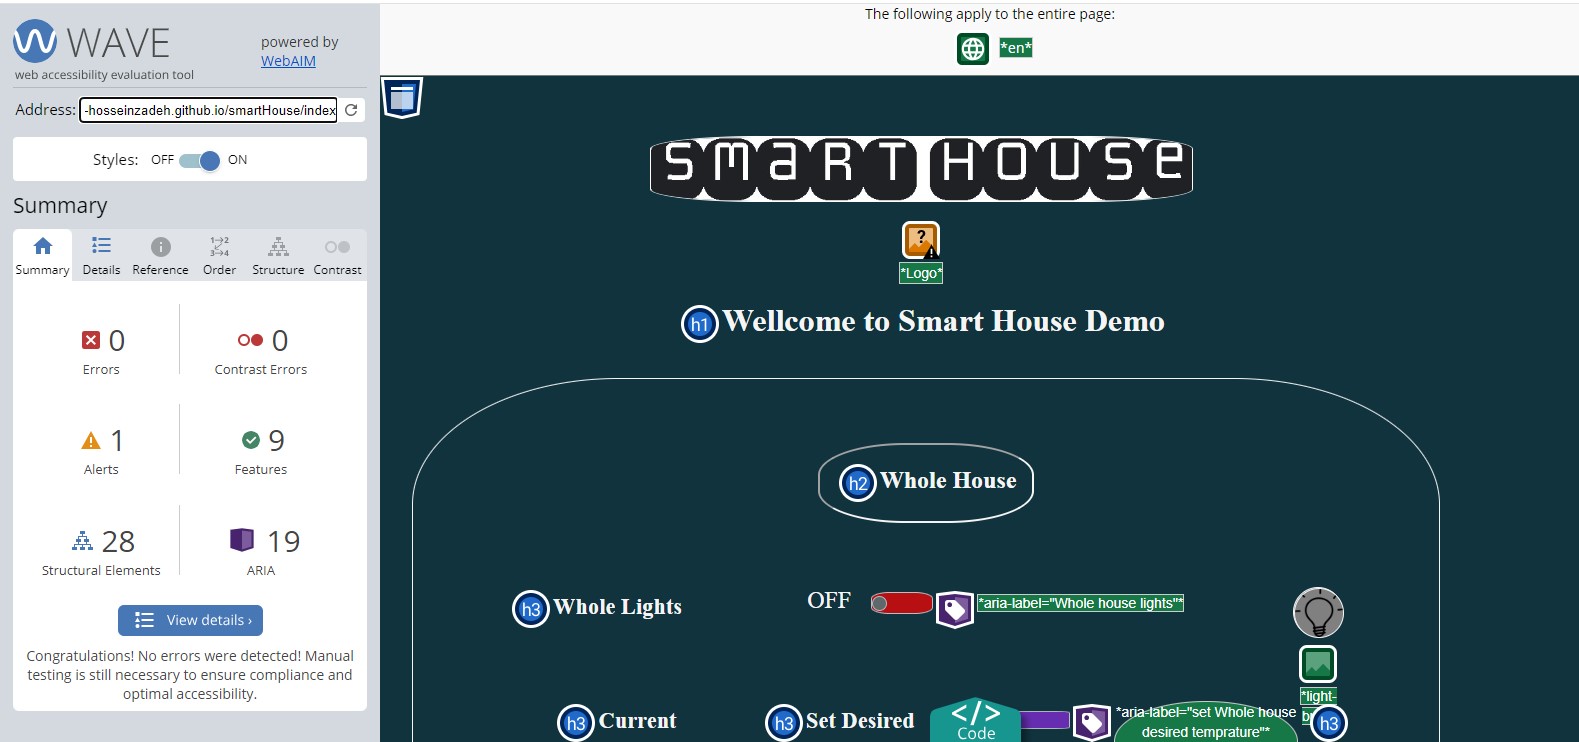 WAVE
powered by
WebAIM
web accessibility evaluation tool
Address: -hosseinzadeh.github.io/smartHouse/index
Styles: OFF ON
Summary
Summary Details Reference Order Structure Contrast
0 0
Errors Contrast Errors
1 9
Alerts Features
28 19
Structural Elements ARIA
View details ›
Congratulations! No errors were detected! Manual
testing is still necessary to ensure compliance and
optimal accessibility.
The following apply to the entire page:
*en*
SmaRT HOUSe
*Logo*
h1 Wellcome to Smart House Demo
h2 Whole House
h3 Whole Lights OFF *aria-label="Whole house lights"*
*light-
h3 Current h3 Set Desired </> Code *aria-label="set Whole house h3
desired temprature"*